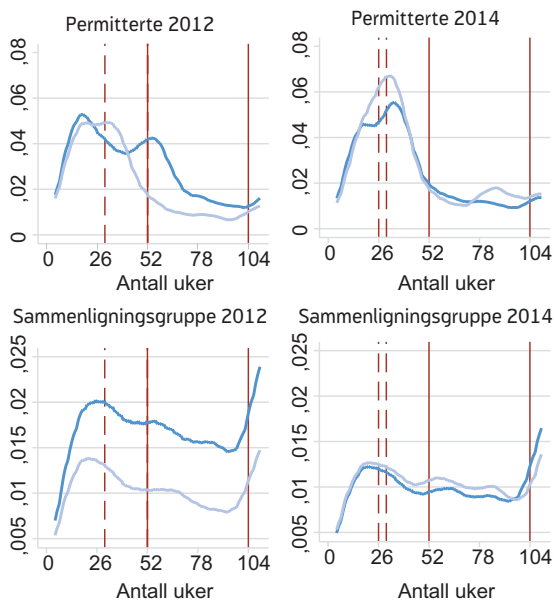 Permitterte 2012
,08
,06
,04
,02
0
0 26 52 78 104
Antall uker
Permitterte 2014
,08
,06
,04
,02
0
0 26 52 78 104
Antall uker
Sammenligningsgruppe 2012
,025
,02
,015
,01
,005
0 26 52 78 104
Antall uker
Sammenligningsgruppe 2014
,025
,02
,015
,01
,005
0 26 52 78 104
Antall uker